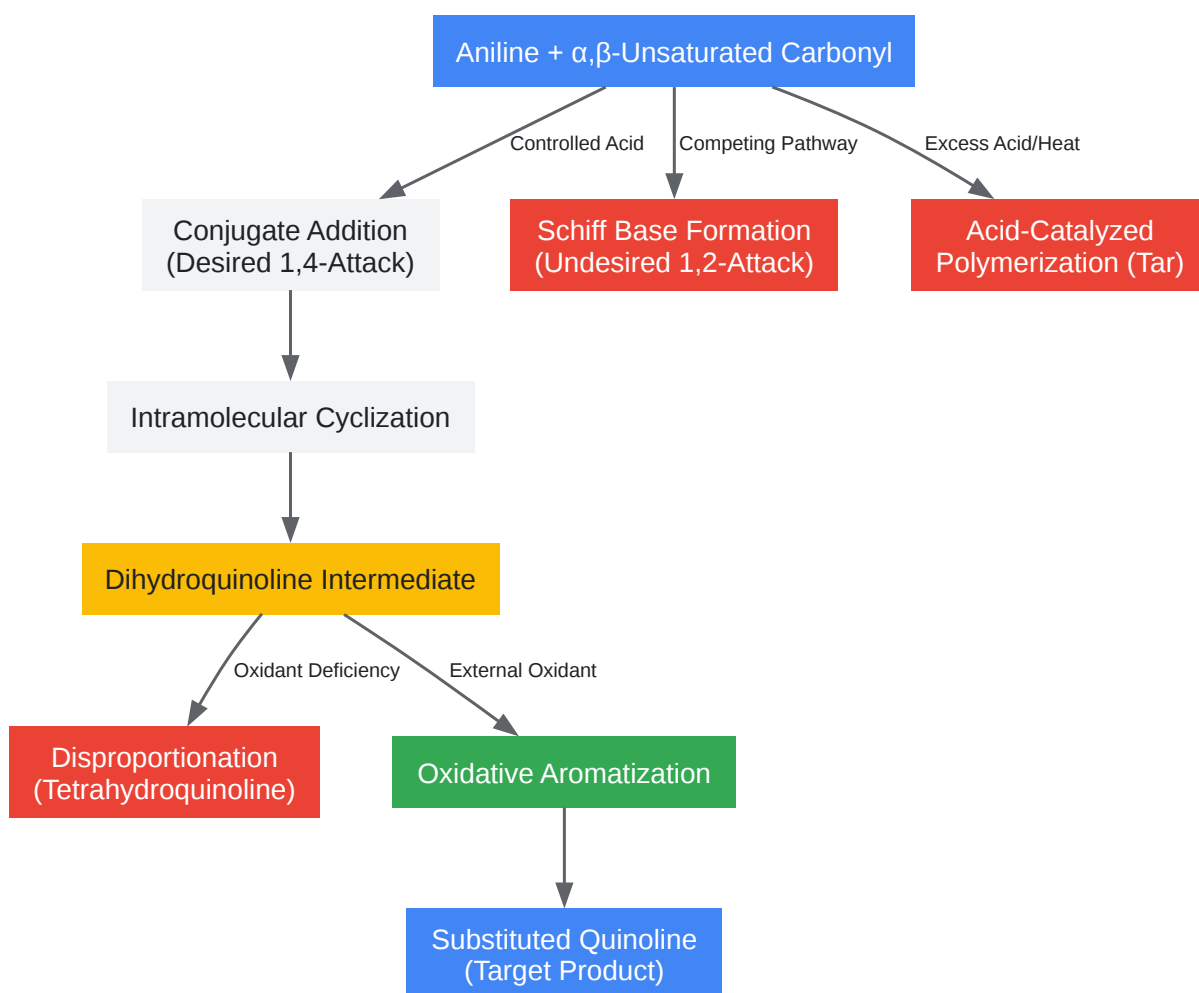 Aniline + α,β-Unsaturated Carbonyl
Controlled Acid
Competing Pathway
Excess Acid/Heat
Conjugate Addition
(Desired 1,4-Attack)
Schiff Base Formation
(Undesired 1,2-Attack)
Acid-Catalyzed
Polymerization (Tar)
Intramolecular Cyclization
Dihydroquinoline Intermediate
Oxidant Deficiency
External Oxidant
Disproportionation
(Tetrahydroquinoline)
Oxidative Aromatization
Substituted Quinoline
(Target Product)